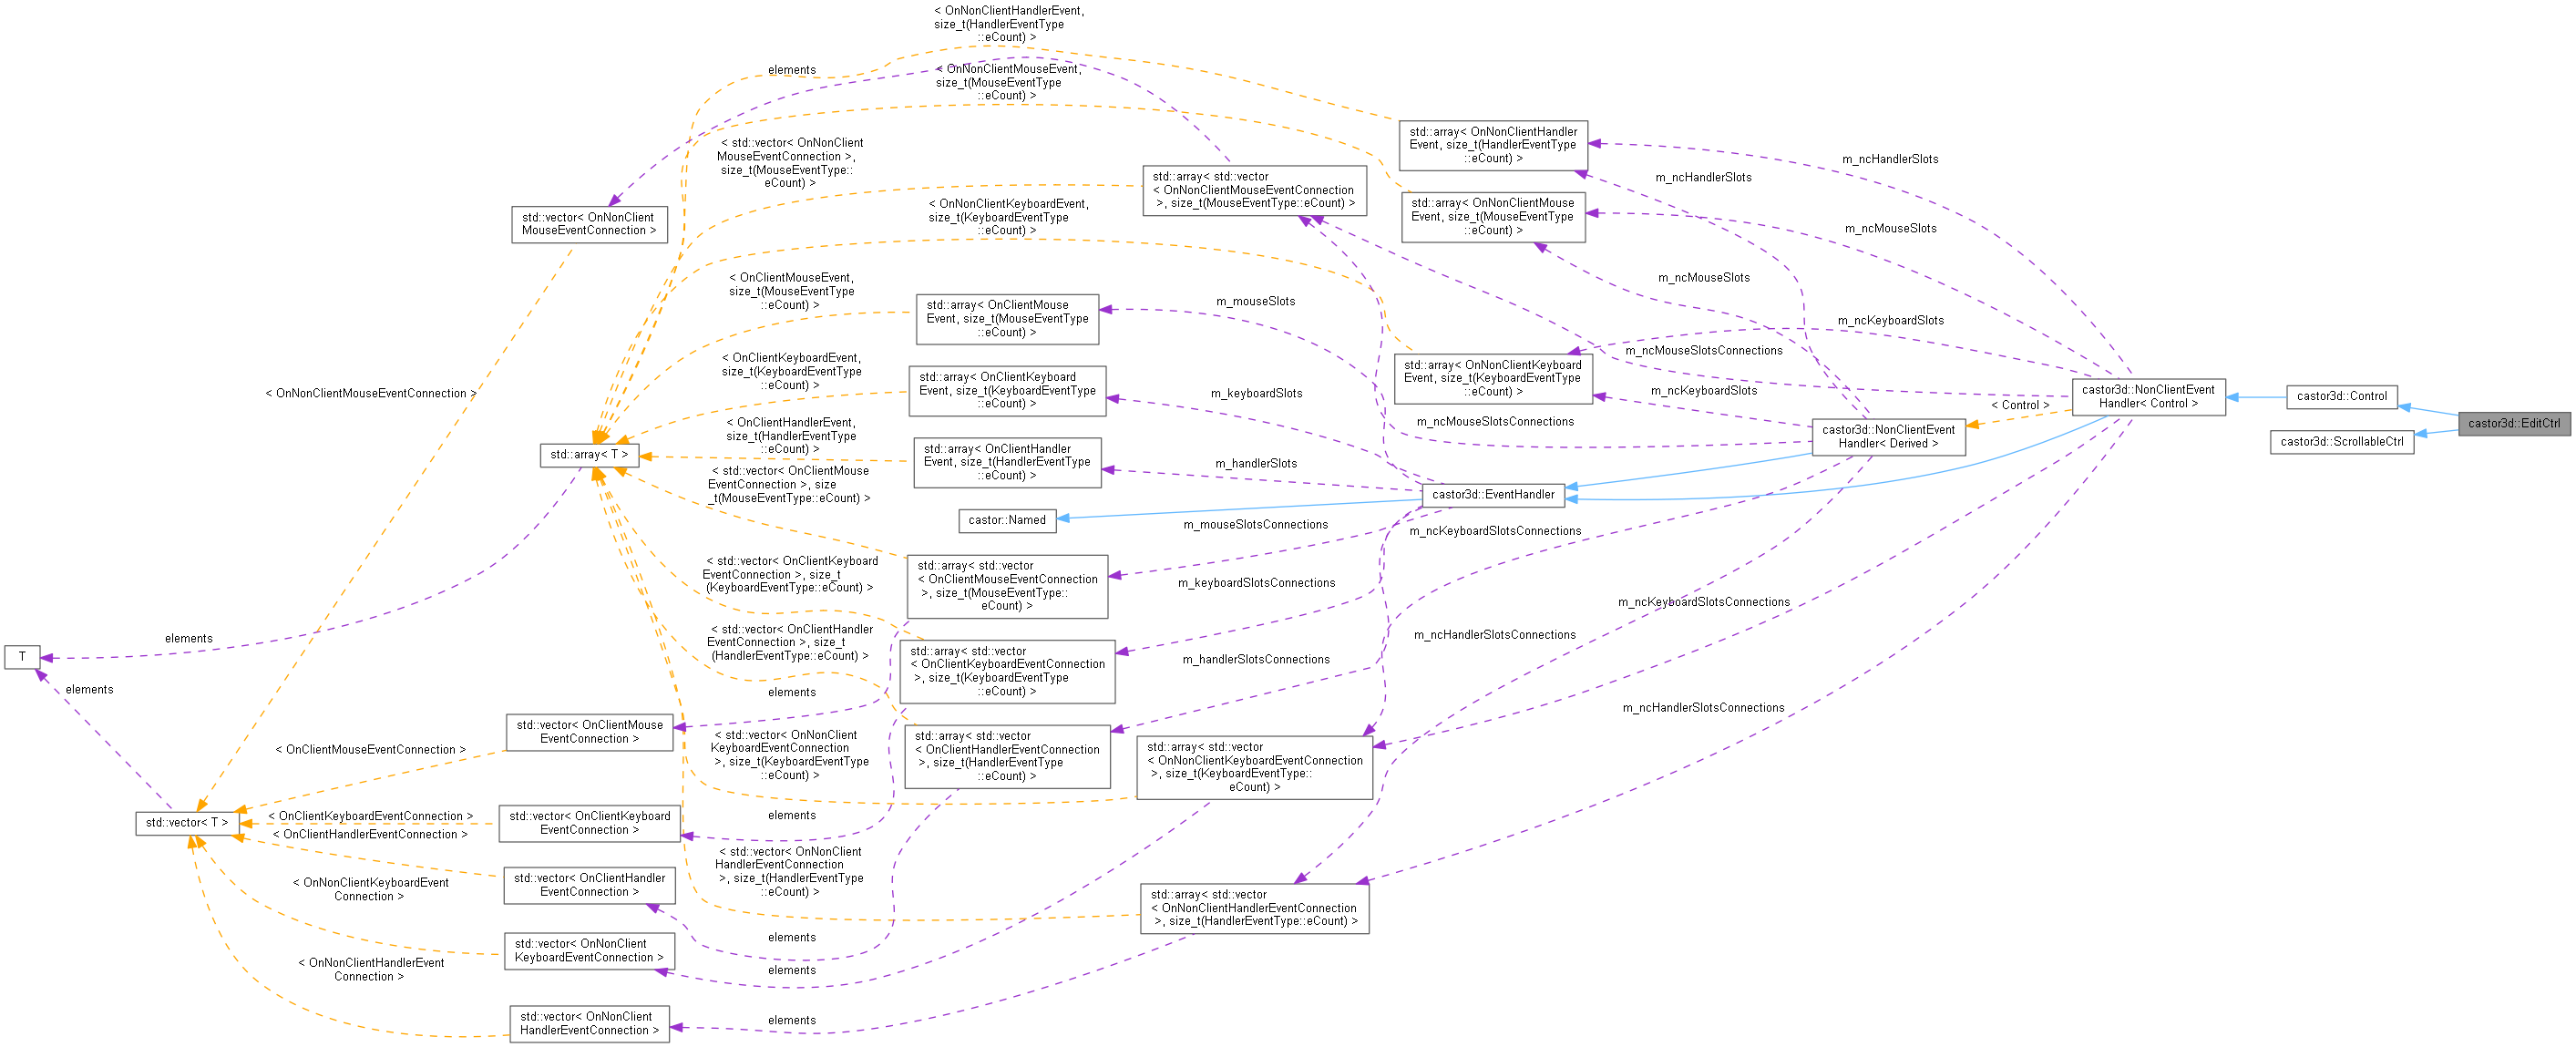 < OnNonClientHandlerEvent,
size_t(HandlerEventType
::eCount) >
elements
< OnNonClientMouseEvent,
size_t(MouseEventType
::eCount) >
std::array< OnNonClientHandler
Event, size_t(HandlerEventType
::eCount) >
m_ncHandlerSlots
m_ncHandlerSlots
< std::vector< OnNonClient
MouseEventConnection >,
size_t(MouseEventType::
eCount) >
std::array< std::vector
< OnNonClientMouseEventConnection
>, size_t(MouseEventType::eCount) >
std::array< OnNonClientMouse
Event, size_t(MouseEventType
::eCount) >
m_ncMouseSlots
m_ncMouseSlots
std::vector< OnNonClient
MouseEventConnection >
< OnNonClientKeyboardEvent,
size_t(KeyboardEventType
::eCount) >
< OnClientMouseEvent,
size_t(MouseEventType
::eCount) >
std::array< OnClientMouse
Event, size_t(MouseEventType
::eCount) >
m_mouseSlots
m_ncKeyboardSlots
m_ncMouseSlotsConnections
< OnClientKeyboardEvent,
size_t(KeyboardEventType
::eCount) >
std::array< OnClientKeyboard
Event, size_t(KeyboardEventType
::eCount) >
m_keyboardSlots
std::array< OnNonClientKeyboard
Event, size_t(KeyboardEventType
::eCount) >
m_ncKeyboardSlots
castor3d::NonClientEvent
Handler< Control >
castor3d::Control
< Control >
< OnNonClientMouseEventConnection >
m_ncMouseSlotsConnections
castor3d::NonClientEvent
Handler< Derived >
castor3d::EditCtrl
castor3d::ScrollableCtrl
< OnClientHandlerEvent,
size_t(HandlerEventType
::eCount) >
std::array< T >
std::array< OnClientHandler
Event, size_t(HandlerEventType
::eCount) >
m_handlerSlots
< std::vector< OnClientMouse
EventConnection >, size
_t(MouseEventType::eCount) >
castor3d::EventHandler
castor::Named
m_mouseSlotsConnections
m_ncKeyboardSlotsConnections
< std::vector< OnClientKeyboard
EventConnection >, size_t
(KeyboardEventType::eCount) >
std::array< std::vector
< OnClientMouseEventConnection
>, size_t(MouseEventType::
eCount) >
m_keyboardSlotsConnections
m_ncKeyboardSlotsConnections
elements
< std::vector< OnClientHandler
EventConnection >, size_t
(HandlerEventType::eCount) >
m_ncHandlerSlotsConnections
T
std::array< std::vector
< OnClientKeyboardEventConnection
>, size_t(KeyboardEventType
::eCount) >
m_handlerSlotsConnections
elements
elements
m_ncHandlerSlotsConnections
std::vector< OnClientMouse
EventConnection >
< OnClientMouseEventConnection >
< std::vector< OnNonClient
KeyboardEventConnection
>, size_t(KeyboardEventType
::eCount) >
std::array< std::vector
< OnClientHandlerEventConnection
>, size_t(HandlerEventType
::eCount) >
std::array< std::vector
< OnNonClientKeyboardEventConnection
>, size_t(KeyboardEventType::
eCount) >
std::vector< T >
< OnClientKeyboardEventConnection >
std::vector< OnClientKeyboard
EventConnection >
elements
< OnClientHandlerEventConnection >
< std::vector< OnNonClient
HandlerEventConnection
>, size_t(HandlerEventType
::eCount) >
std::vector< OnClientHandler
EventConnection >
< OnNonClientKeyboardEvent
Connection >
std::array< std::vector
< OnNonClientHandlerEventConnection
>, size_t(HandlerEventType::eCount) >
elements
std::vector< OnNonClient
KeyboardEventConnection >
< OnNonClientHandlerEvent
Connection >
elements
std::vector< OnNonClient
HandlerEventConnection >
elements